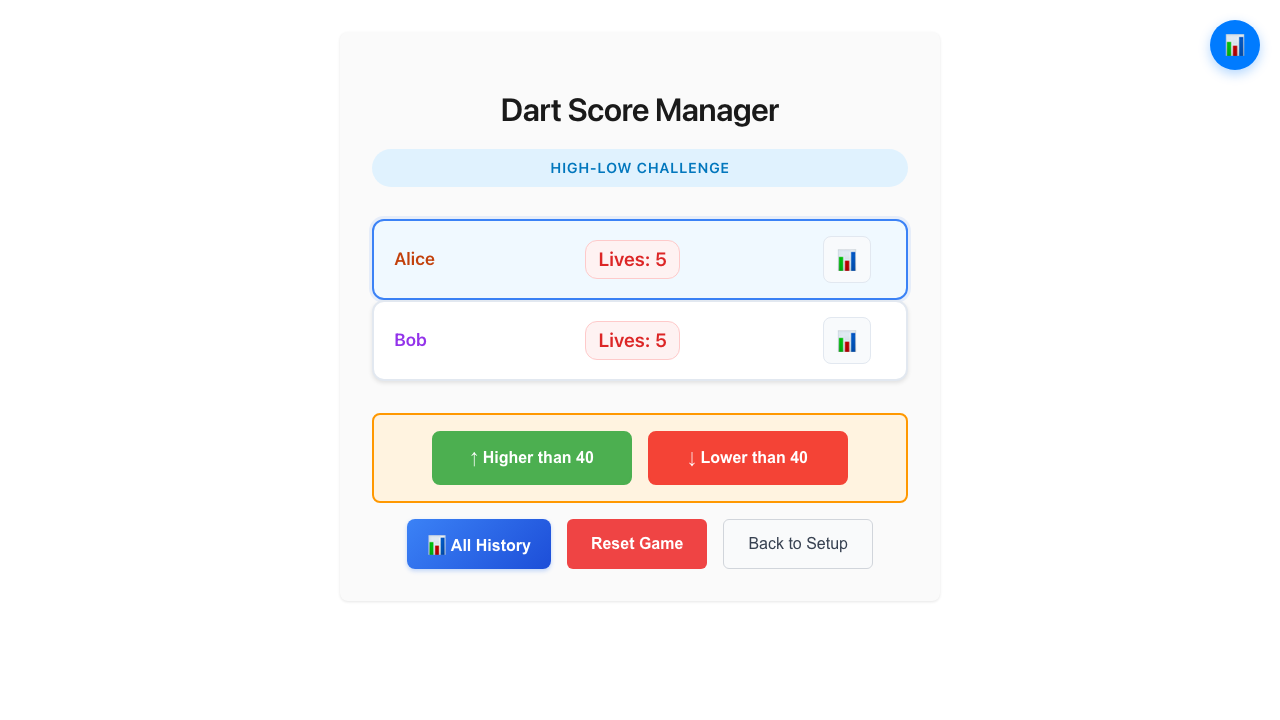 Dart Score Manager
HIGH-LOW CHALLENGE
Alice
Lives: 5
Bob
Lives: 5
↑ Higher than 40
↓ Lower than 40
All History
Reset Game
Back to Setup